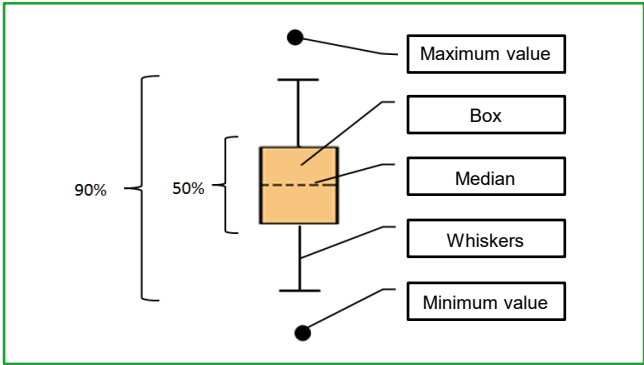 Maximum value
Box
90%
50%
Median
Whiskers
Minimum value